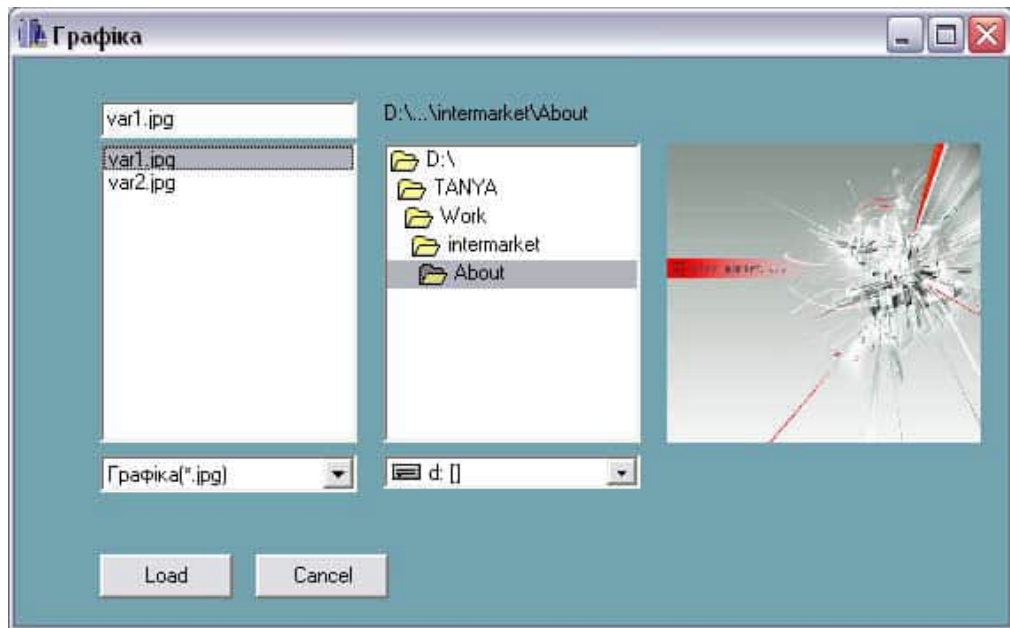 Графіка
var1.jpg
var1.jpg
var2.jpg
Графіка(*.jpg)
D:\...\intermarket\About
D:\
TANYA
Work
intermarket
About
d: []
Load
Cancel